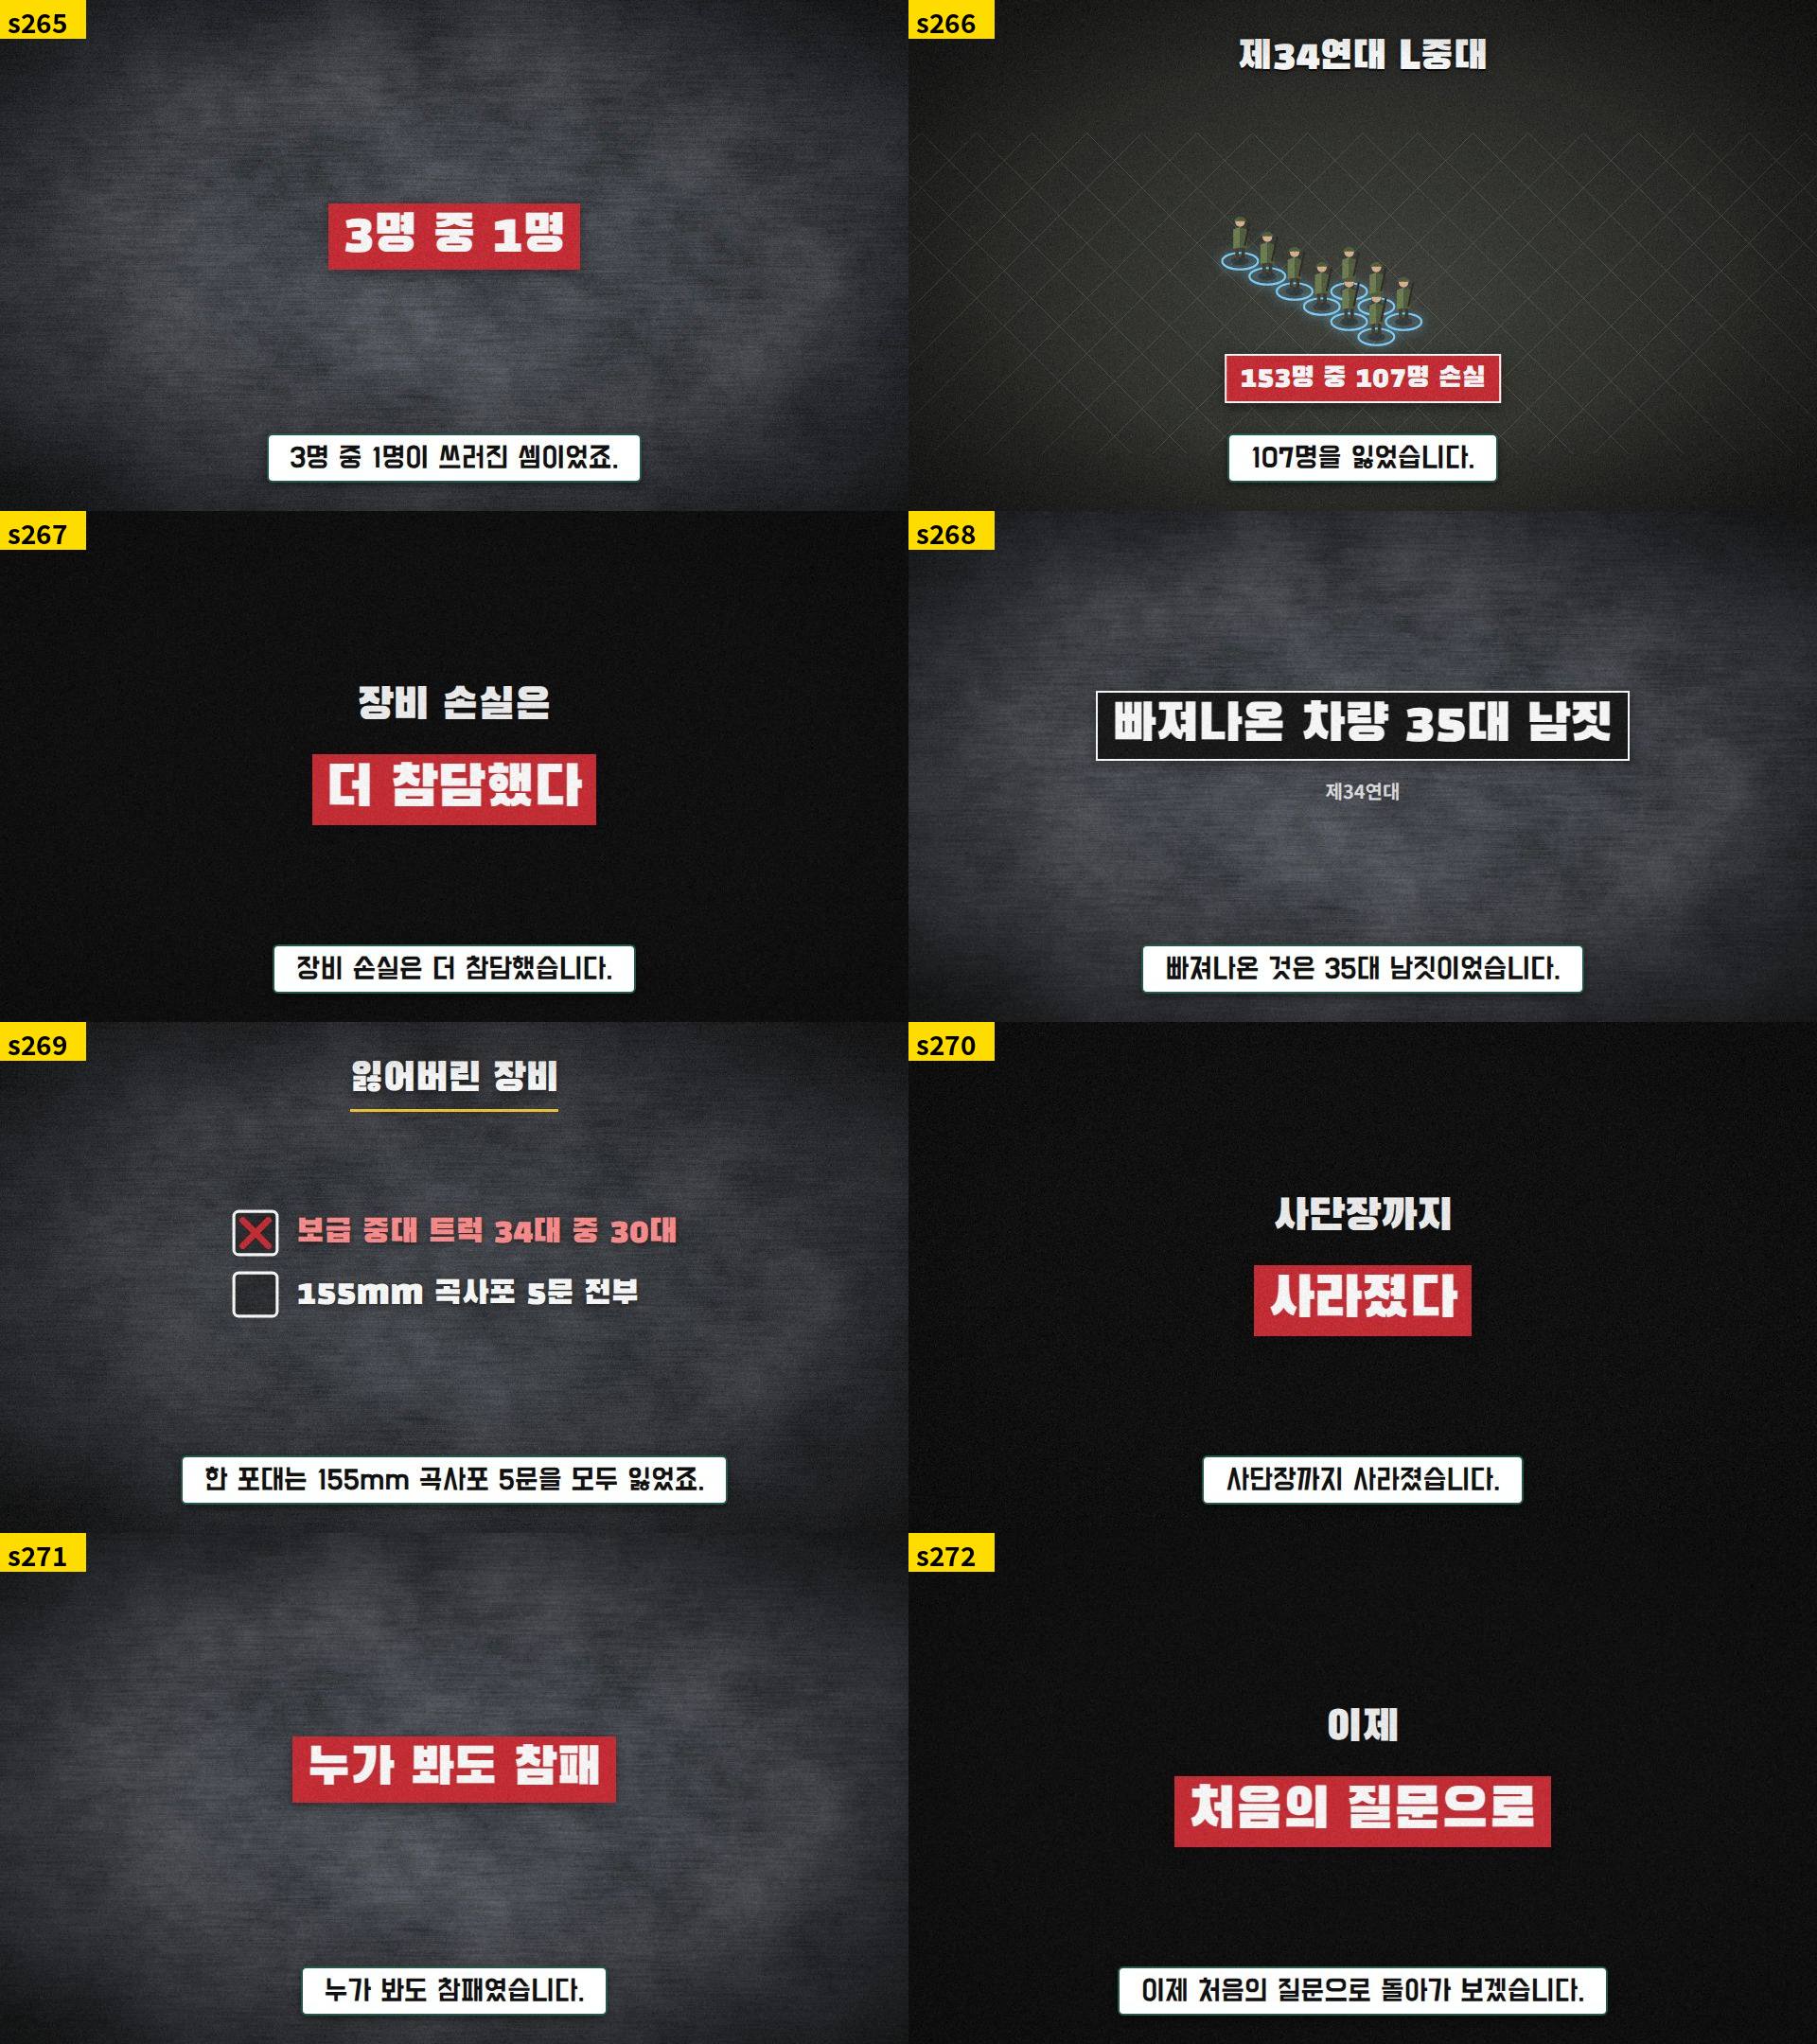 s265
3명 중 1명
3명 중 1명이 쓰러진 셈이었죠.
s266
제34연대 L중대
153명 중 107명 손실
107명을 잃었습니다.
s267
장비 손실은
더 참담했다
장비 손실은 더 참담했습니다.
s268
빠져나온 차량 35대 남짓
제34연대
빠져나온 것은 35대 남짓이었습니다.
s269
잃어버린 장비
보급 중대 트럭 34대 중 30대
155mm 곡사포 5문 전부
한 포대는 155mm 곡사포 5문을 모두 잃었죠.
s270
사단장까지
사라졌다
사단장까지 사라졌습니다.
s271
누가 봐도 참패
누가 봐도 참패였습니다.
s272
이제
처음의 질문으로
이제 처음의 질문으로 돌아가 보겠습니다.